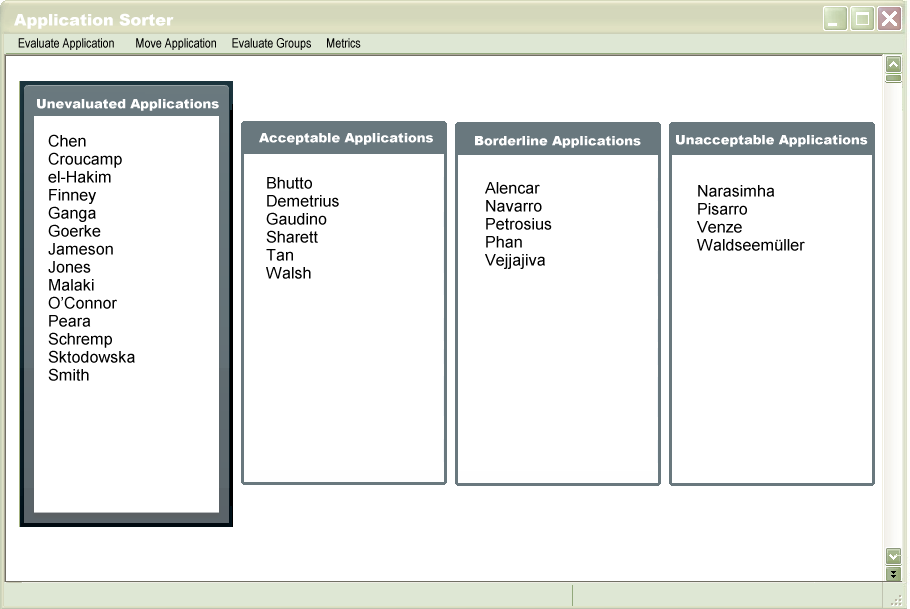 Application Sorter
Evaluate Application Move Application Evaluate Groups Metrics
Unevaluated Applications
Chen
Croucamp
el-Hakim
Finney
Ganga
Goerke
Jameson
Jones
Malaki
O’Connor
Peara
Schremp
Sktodowska
Smith
Acceptable Applications
Bhutto
Demetrius
Gaudino
Sharett
Tan
Walsh
Borderline Applications
Alencar
Navarro
Petrosius
Phan
Vejjajiva
Unacceptable Applications
Narasimha
Pisarro
Venze
Waldseemüller